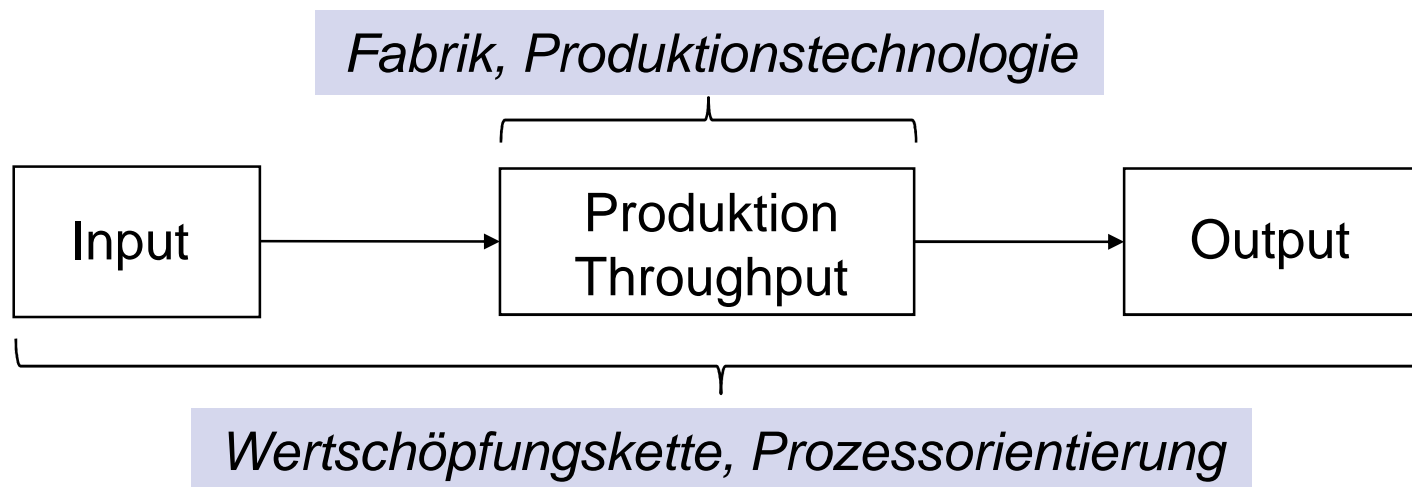 Fabrik, Produktionstechnologie
Input
Produktion
Throughput
Output
Wertschöpfungskette, Prozessorientierung